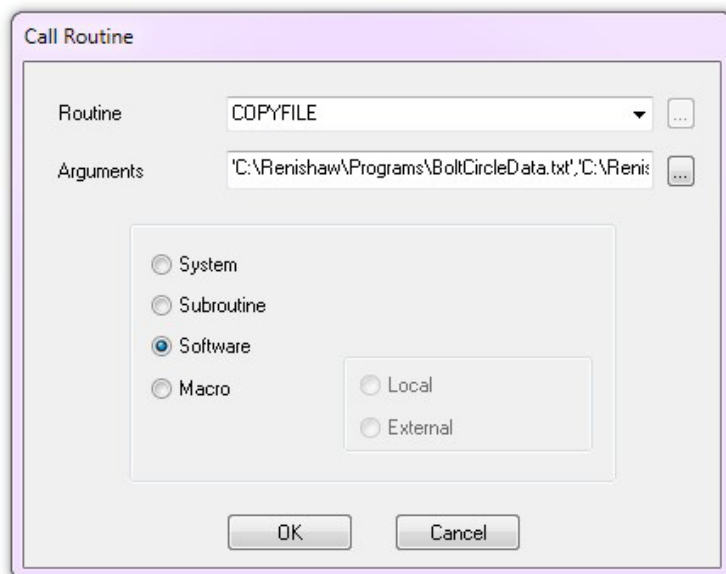 Call Routine
Routine COPYFILE ...
Arguments 'C:\Renishaw\Programs\BoltCircleData.txt','C:\Renis ...
System
Subroutine
Software
Macro
Local
External
OK Cancel